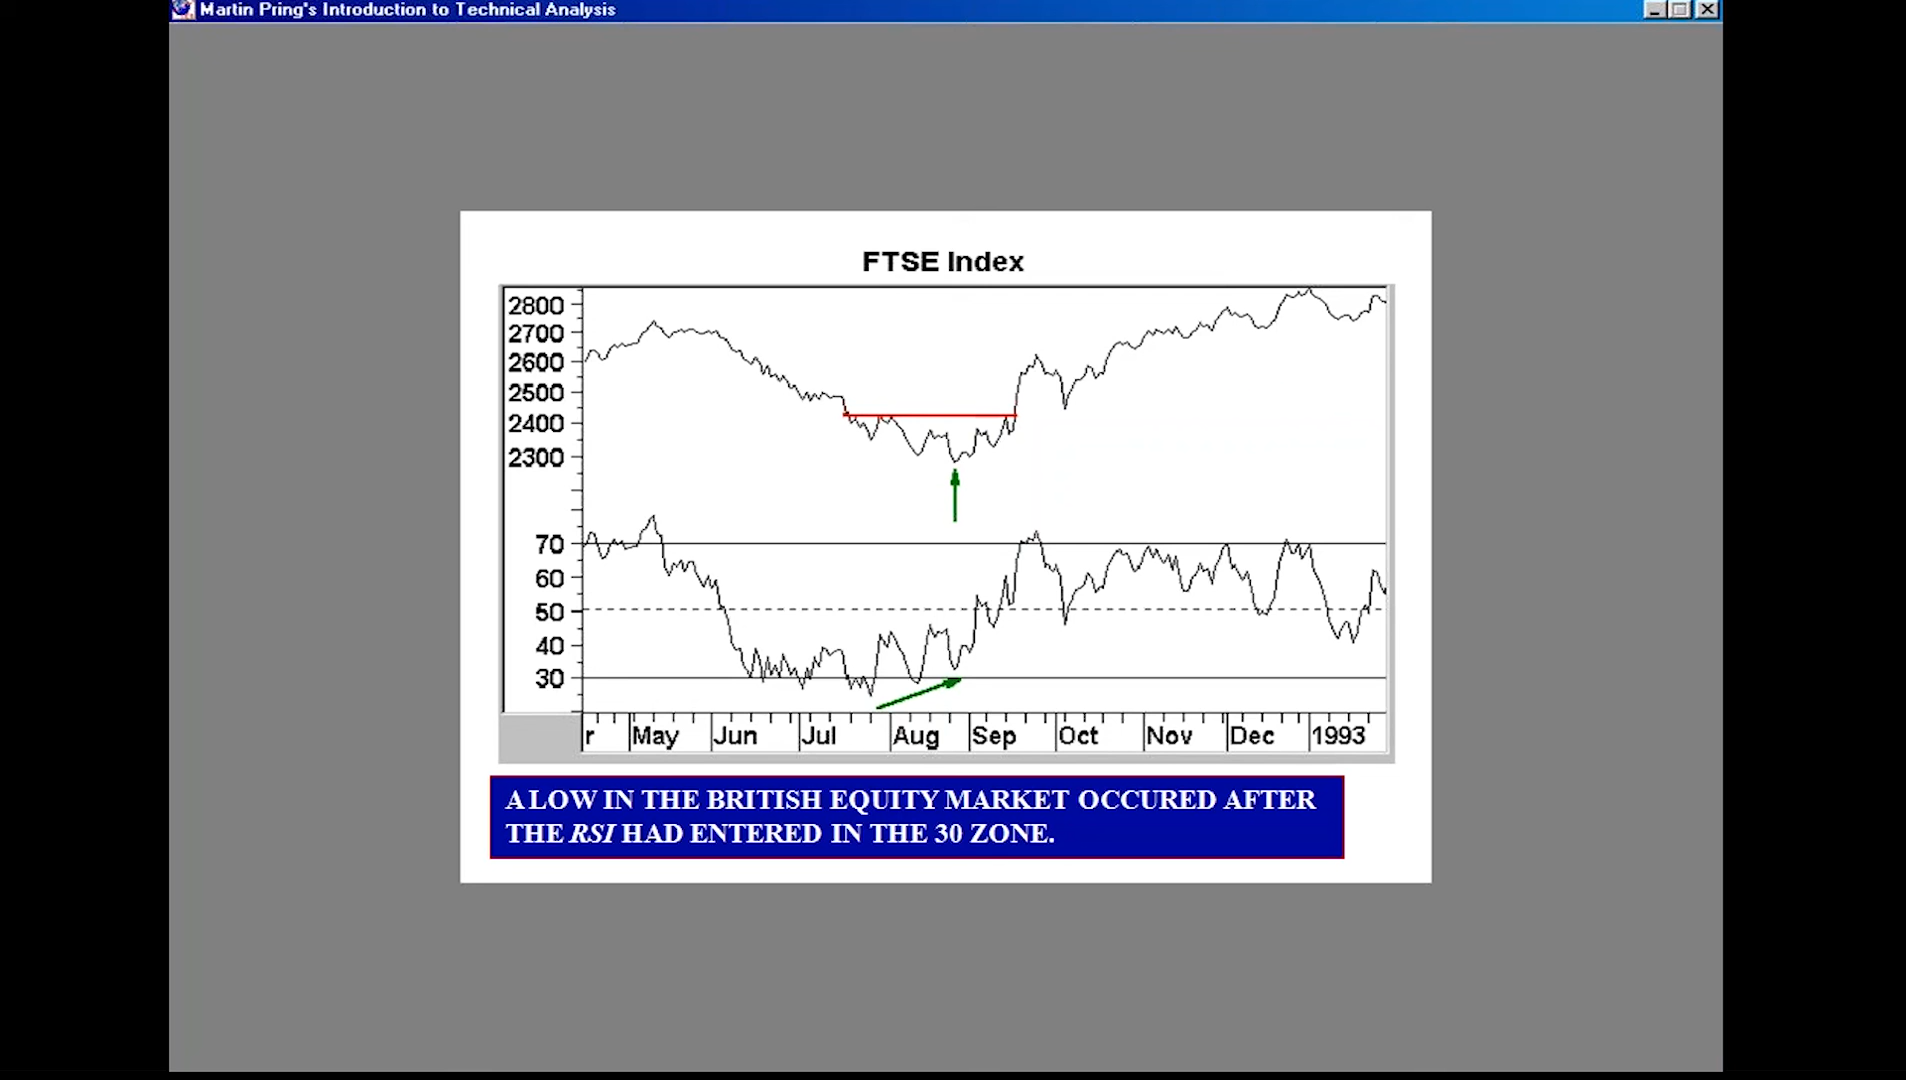 Martin Pring's Introduction to Technical Analysis
FTSE Index
2800
2700
2600
2500
2400
2300
70
60
50
40
30
r May Jun Jul Aug Sep Oct Nov Dec 1993
A LOW IN THE BRITISH EQUITY MARKET OCCURED AFTER
THE RSI HAD ENTERED IN THE 30 ZONE.